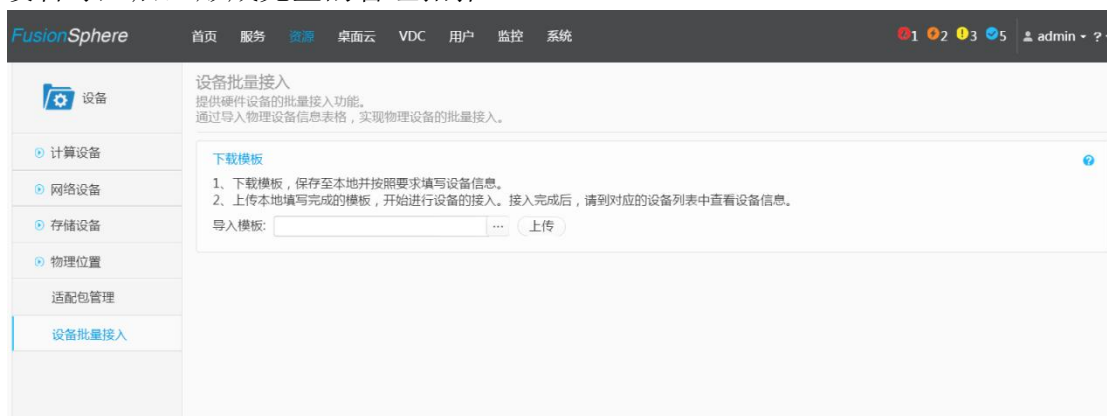 FusionSphere 首页 服务 资源 桌面云 VDC 用户 监控 系统 1 2 3 5 admin ?
设备
设备批量接入
提供硬件设备的批量接入功能。
通过导入物理设备信息表格，实现物理设备的批量接入。
计算设备
网络设备
存储设备
物理位置
适配包管理
设备批量接入
下载模板
1、下载模板，保存至本地并按照要求填写设备信息。
2、上传本地填写完成的模板，开始进行设备的接入。接入完成后，请到对应的设备列表中查看设备信息。
导入模板: ... 上传